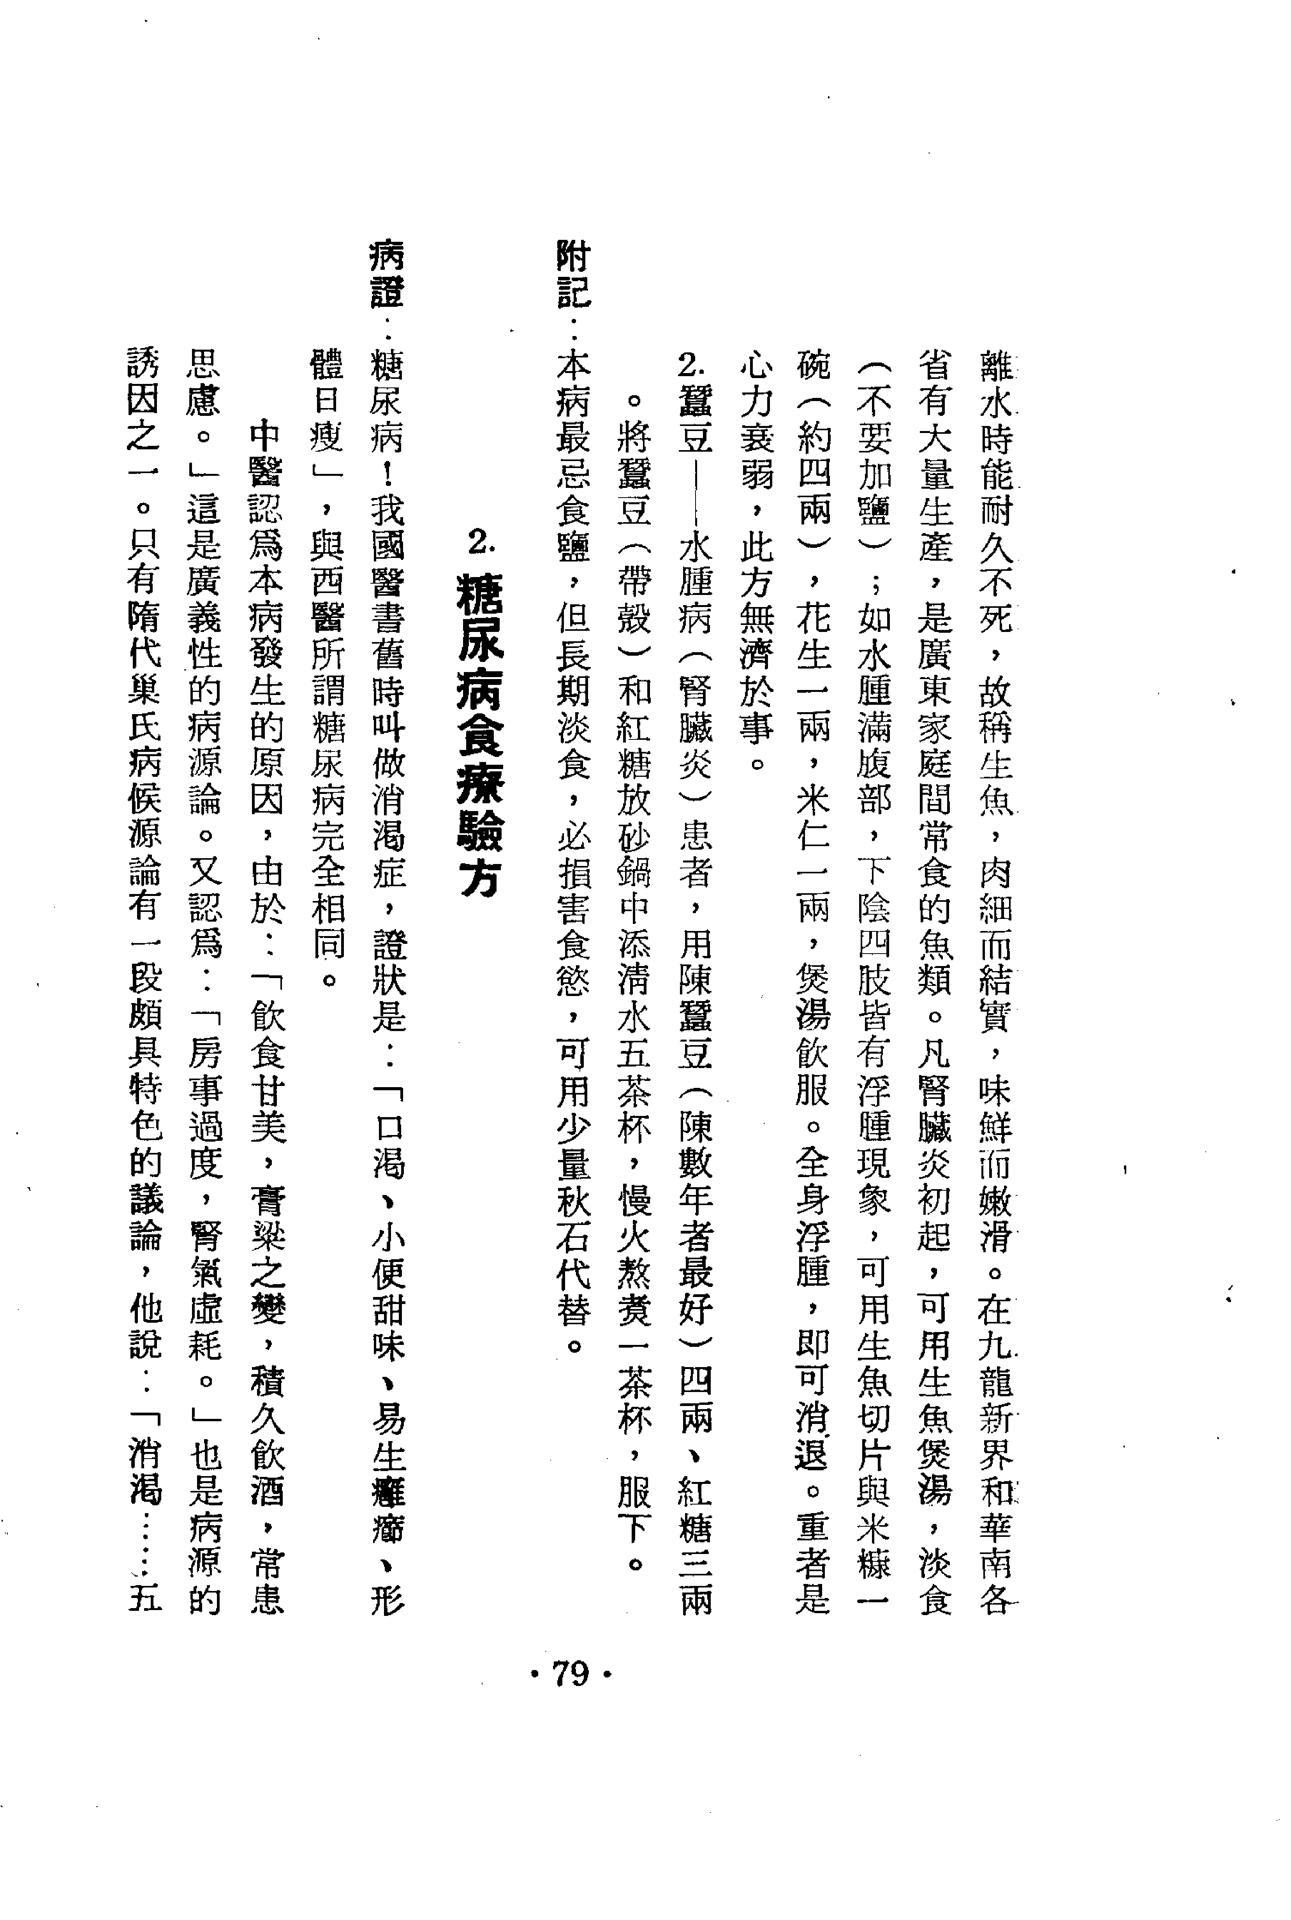 離水時能耐久不死，故稱生魚，肉細而結實，味鮮而嫩滑。在九龍新界和華南各
省有大量生產，是廣東家庭間常食的魚類。凡腎臟炎初起，可用生魚煲湯，淡食
（不要加鹽）；如水腫滿腹部，下陰四肢皆有浮腫現象，可用生魚切片與米糠一
碗（約四兩），花生一兩，米仁一兩，煲湯飲服。全身浮腫，即可消退。重者是
心力衰弱，此方無濟於事。
2.蠶豆——水腫病（腎臟炎）患者，用陳蠶豆（陳數年者最好）四兩、紅糖三兩
。將蠶豆（帶殼）和紅糖放砂鍋中添清水五茶杯，慢火熬煑一茶杯，服下。
附記：本病最忌食鹽，但長期淡食，必損害食慾，可用少量秋石代替。
2.糖尿病食療驗方
病證：糖尿病！我國醫書舊時叫做消渴症，證狀是：「口渴、小便甜味、易生癰癤、形
體日瘦」，與西醫所謂糖尿病完全相同。
中醫認爲本病發生的原因，由於：「飲食甘美，膏粱之變，積久飲酒，常患
思慮。」這是廣義性的病源論。又認爲：「房事過度，腎氣虛耗。」也是病源的
誘因之一。只有隋代巢氏病候源論有一段頗具特色的議論，他說：「消渴……五
•79•